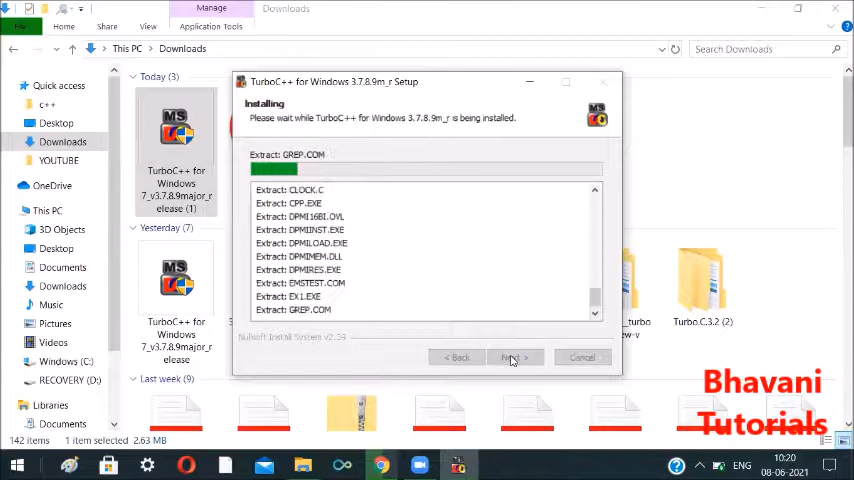 Manage
Downloads
File
Home
Share
View
Application Tools
This PC
Downloads
Search Downloads
Quick access
c++
Desktop
Downloads
YOUTUBE
OneDrive
This PC
3D Objects
Desktop
Documents
Downloads
Music
Pictures
Videos
Windows (C:)
RECOVERY (D:)
Libraries
Documents
Today (3)
TurboC++ for
Windows
7_v3.7.8.9major_r
elease (1)
Yesterday (7)
TurboC++ for
Windows
7_v3.7.8.9major_r
elease
Last week (9)
TurboC++ for Windows 3.7.8.9m_r Setup
Installing
Please wait while TurboC++ for Windows 3.7.8.9m_r is being installed.
Extract: GREP.COM
Extract: CLOCK.C
Extract: CPP.EXE
Extract: DPMI16BI.OVL
Extract: DPMIINST.EXE
Extract: DPMILOAD.EXE
Extract: DPMIMEM.DLL
Extract: DPMIRES.EXE
Extract: EMSTEST.COM
Extract: EX1.EXE
Extract: GREP.COM
Nullsoft Install System v2.39
< Back
Next >
Cancel
__turbo
ew-v
Turbo.C.3.2 (2)
Bhavani
Tutorials
142 items
1 item selected
2.63 MB
ENG
10:20
08-06-2021